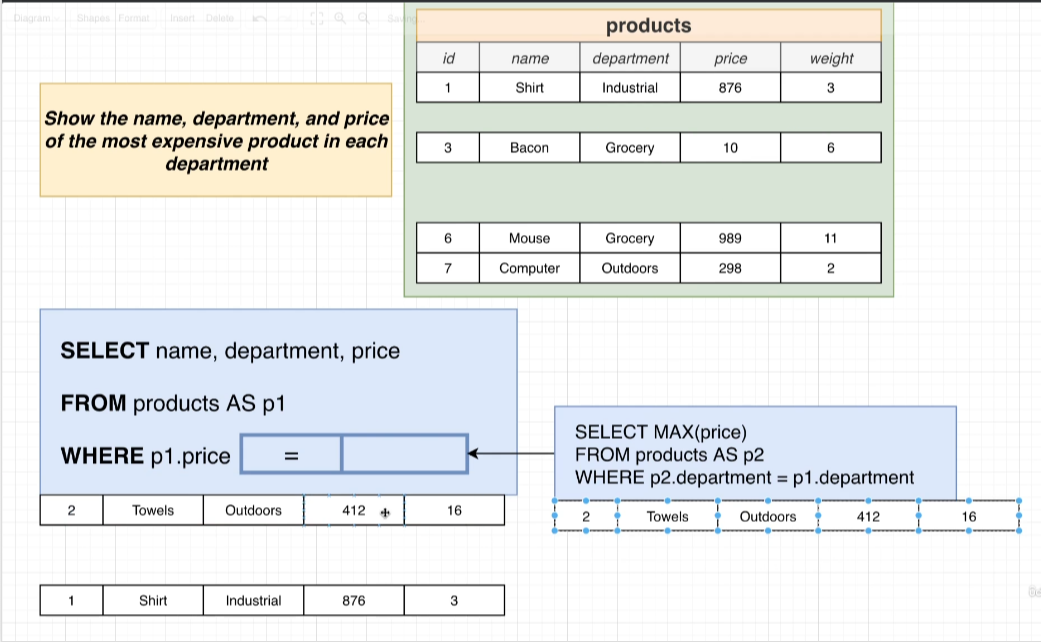 Diagram Shapes Format Insert Delete
products
id name department price weight
1 Shirt Industrial 876 3
3 Bacon Grocery 10 6
6 Mouse Grocery 989 11
7 Computer Outdoors 298 2
Show the name, department, and price
of the most expensive product in each
department
SELECT name, department, price
FROM products AS p1
WHERE p1.price =
SELECT MAX(price)
FROM products AS p2
WHERE p2.department = p1.department
2 Towels Outdoors 412 16
2 Towels Outdoors 412 16
1 Shirt Industrial 876 3